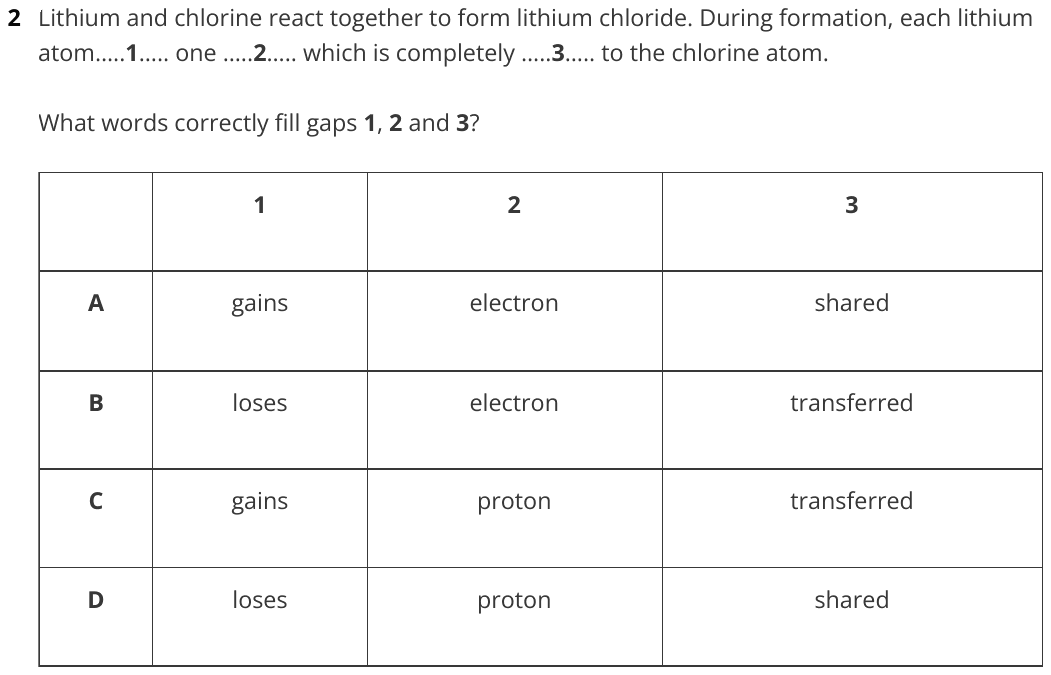 2 Lithium and chlorine react together to form lithium chloride. During formation, each lithium
atom.....1..... one .....2..... which is completely .....3..... to the chlorine atom.
What words correctly fill gaps 1, 2 and 3?
1 2 3
A gains electron shared
B loses electron transferred
C gains proton transferred
D loses proton shared